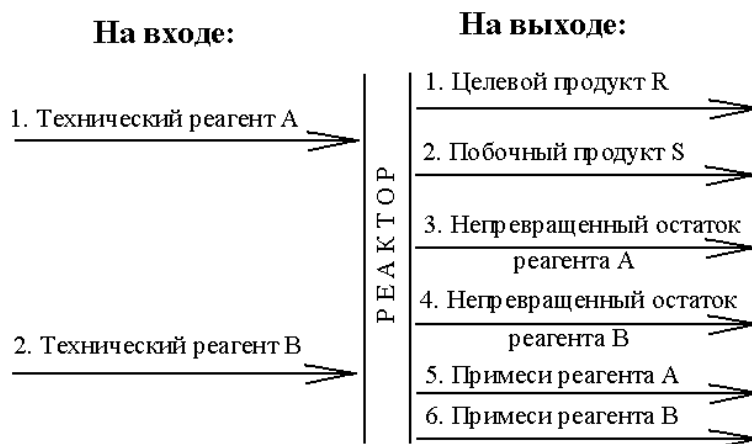 На входе:
1. Технический реагент А
2. Технический реагент В
РЕАКТОР
На выходе:
1. Целевой продукт R
2. Побочный продукт S
3. Непревращенный остаток
реагента А
4. Непревращенный остаток
реагента В
5. Примеси реагента А
6. Примеси реагента В